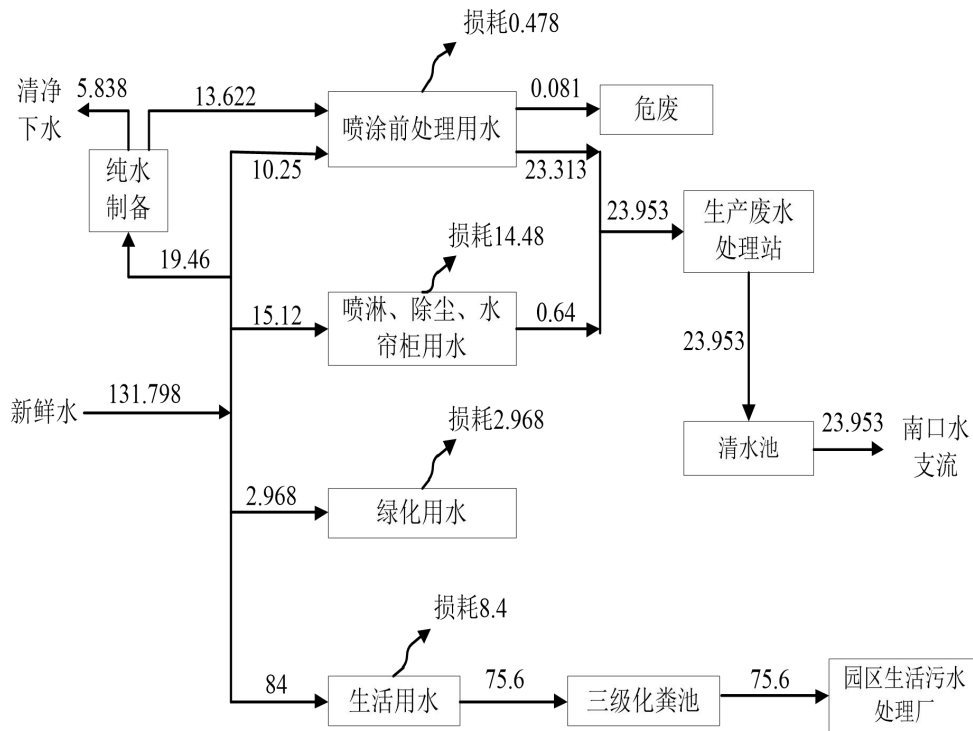 损耗0.478
清净
下水
5.838
13.622
0.081
危废
喷涂前处理用水
纯水
制备
10.25
23.313
23.953
生产废水
处理站
19.46
损耗14.48
15.12
喷淋、除尘、水
帘柜用水
0.64
23.953
新鲜水
131.798
损耗2.968
清水池
23.953
南口水
支流
2.968
绿化用水
损耗8.4
84
生活用水
75.6
三级化粪池
75.6
园区生活污水
处理厂